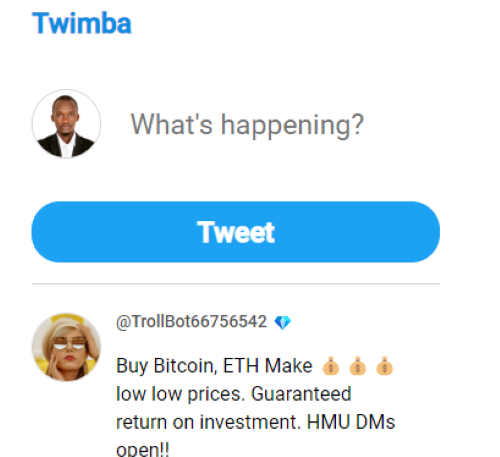 Twimba
What's happening?
Tweet
@TrollBot66756542 💎
Buy Bitcoin, ETH Make 💰 💰 💰
low low prices. Guaranteed
return on investment. HMU DMs
open!!